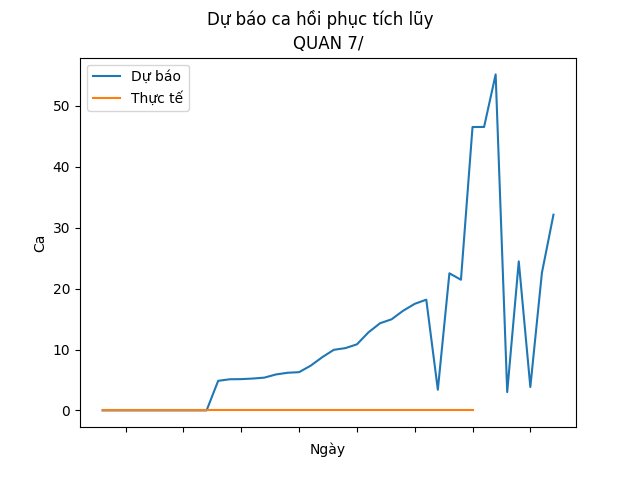 Dự báo ca hồi phục tích lũy
QUAN 7/
Dự báo
Thực tế
50
40
30
20
10
0
Ca
Ngày